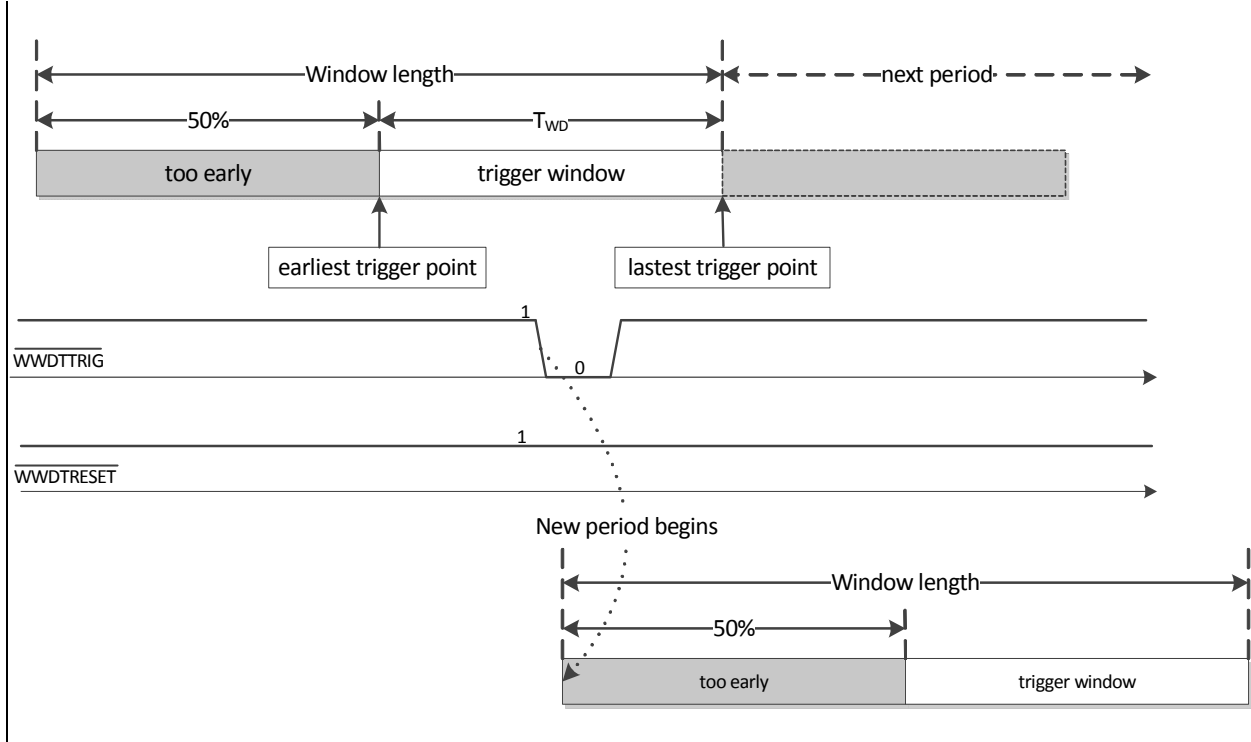 Window length
next period
50%
TWD
too early
trigger window
earliest trigger point
lastest trigger point
1
WWDTTRIG
0
1
WWDTRESET
New period begins
Window length
50%
too early
trigger window